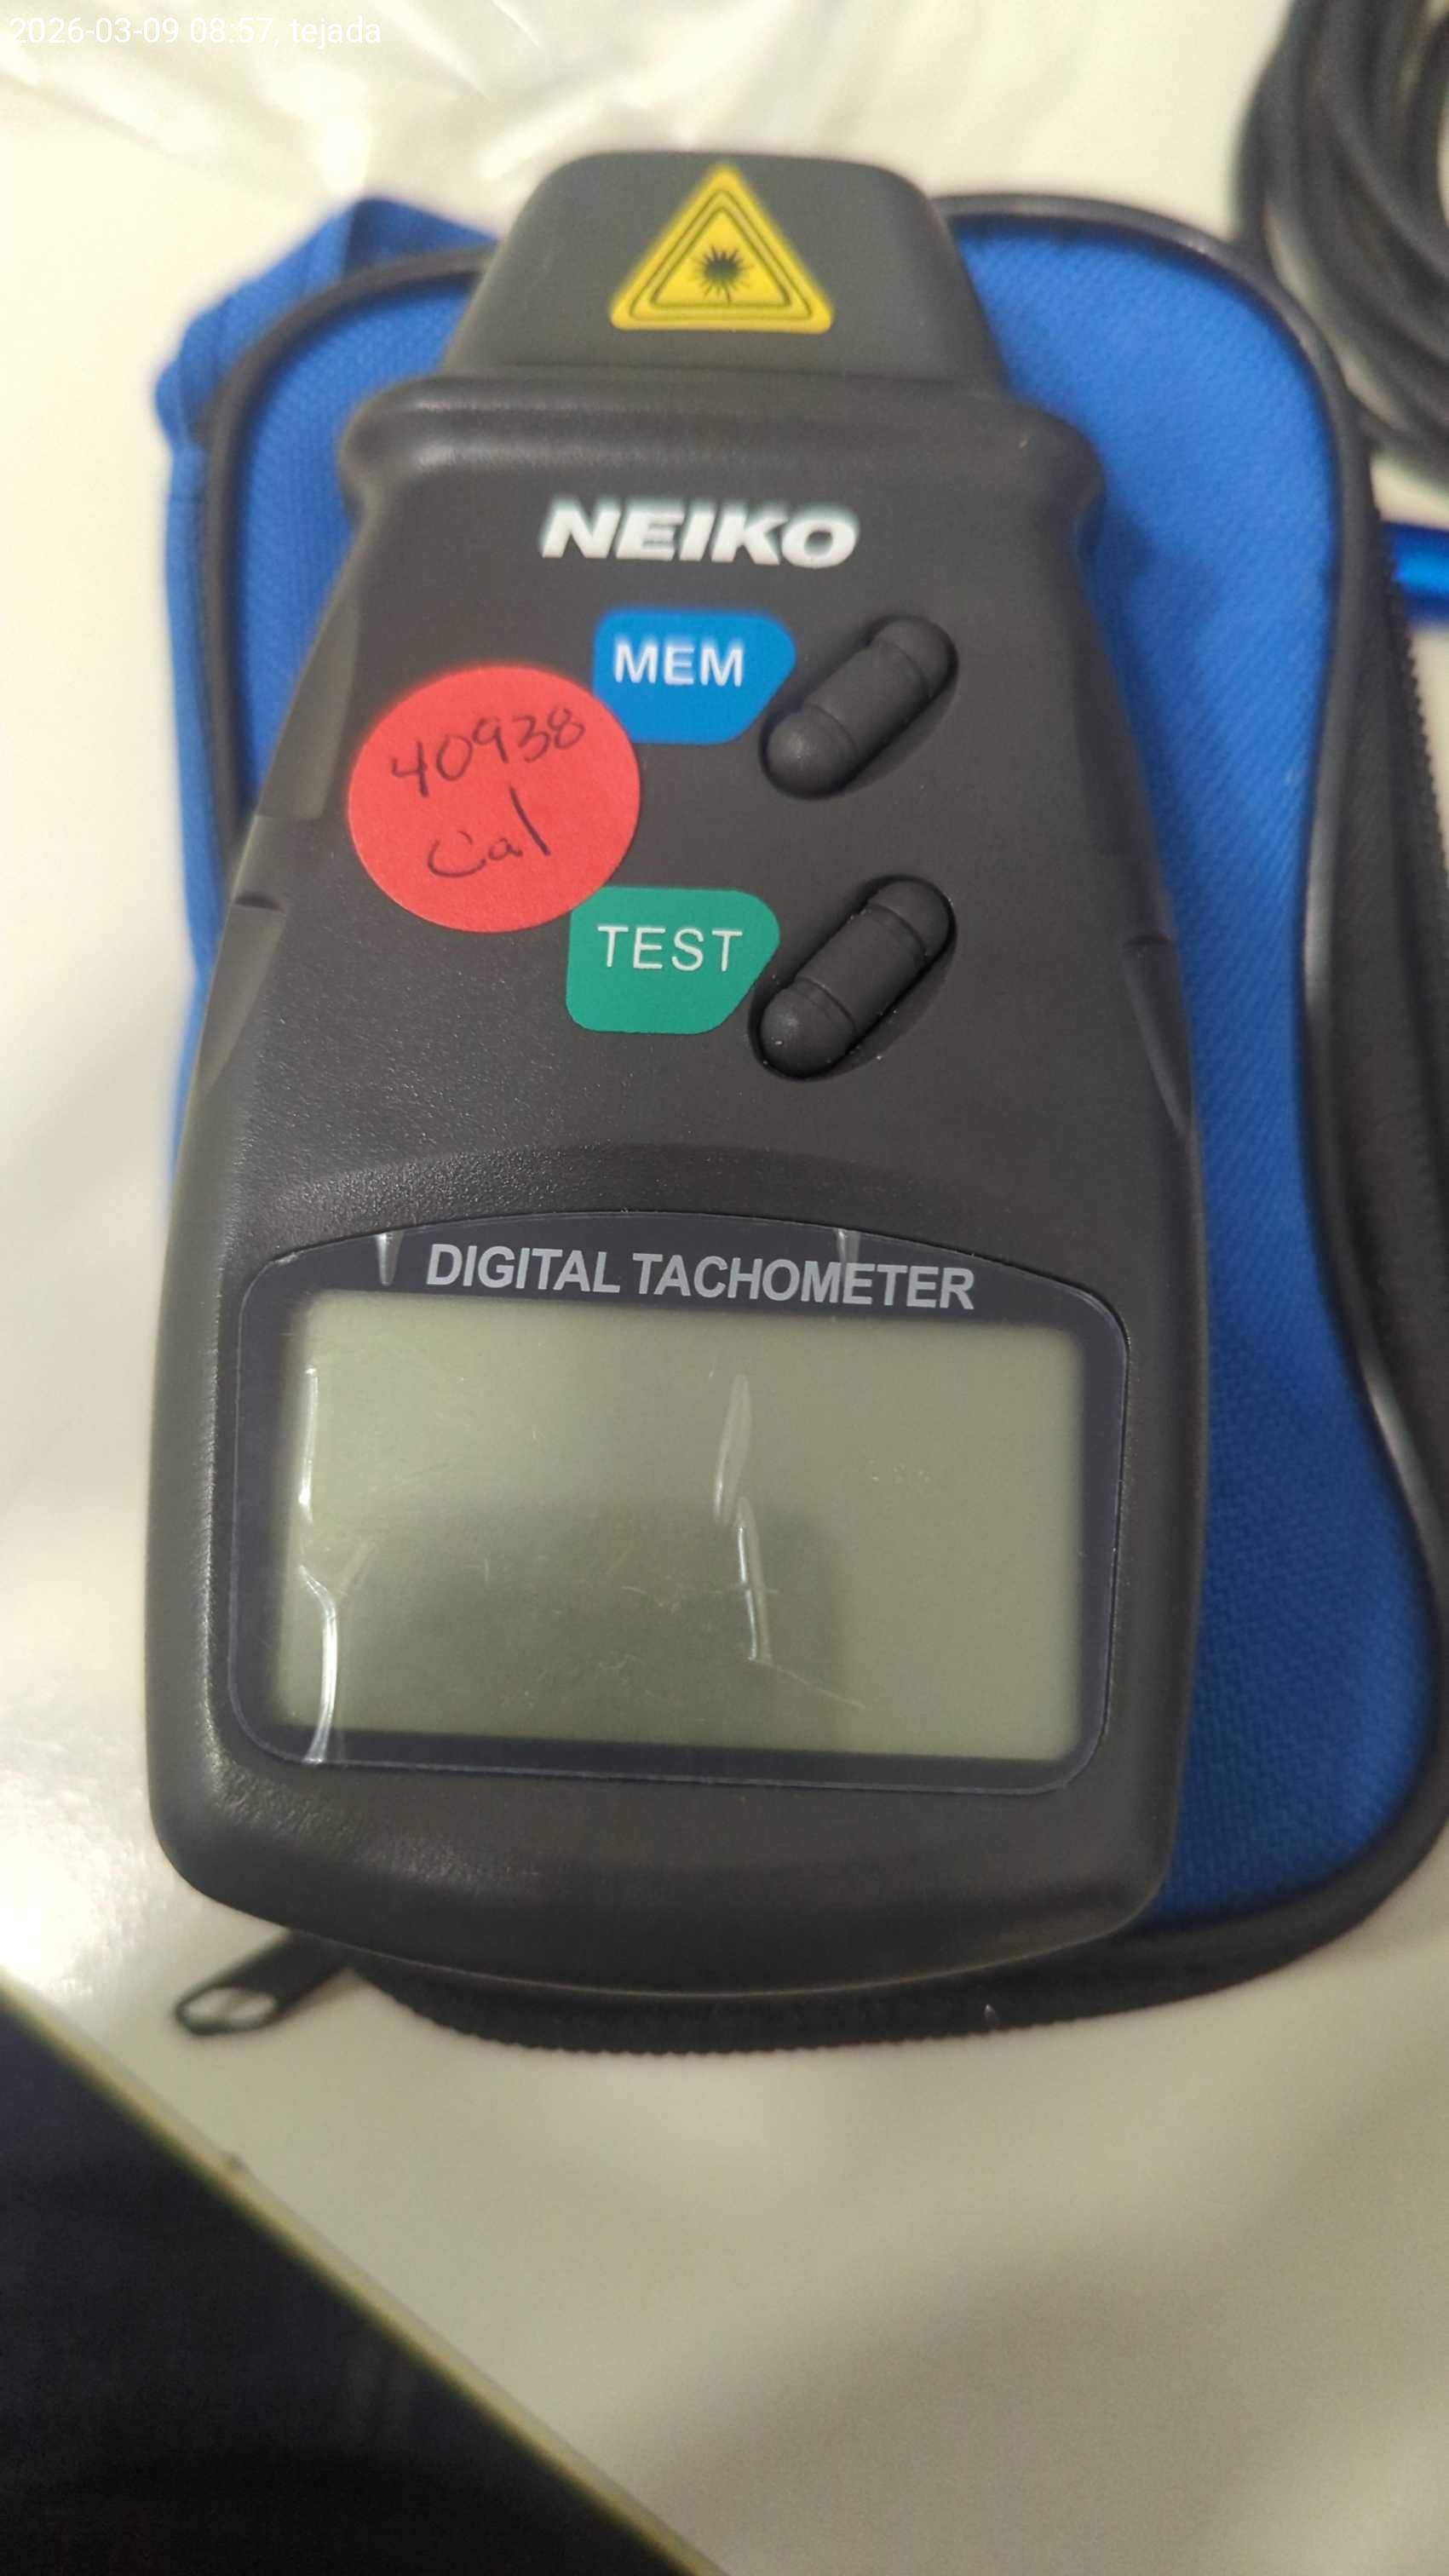 2026-03-09 08:57, tejada
NEIKO
MEM
40938
Cal
TEST
DIGITAL TACHOMETER